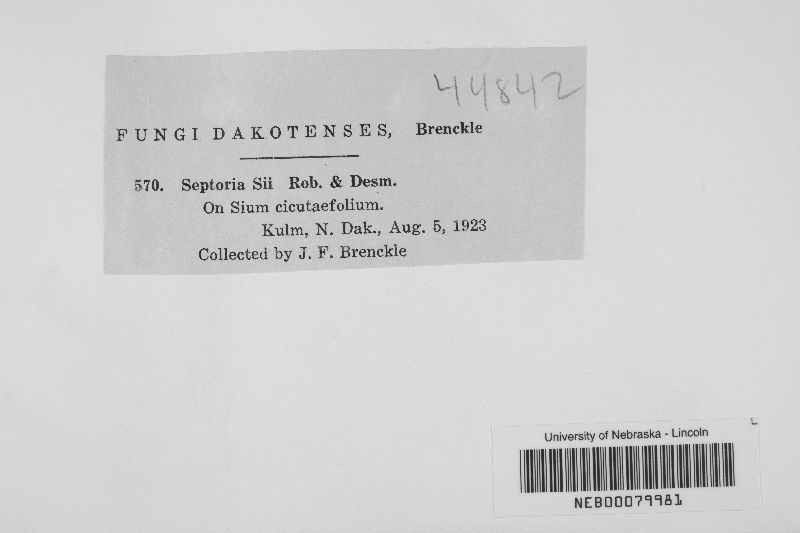 44842
FUNGI DAKOTENSES, Brenckle
570. Septoria Sii Rob. & Desm.
On Sium cicutaefolium.
Kulm, N. Dak., Aug. 5, 1923
Collected by J. F. Brenckle
University of Nebraska - Lincoln
NEB00079981